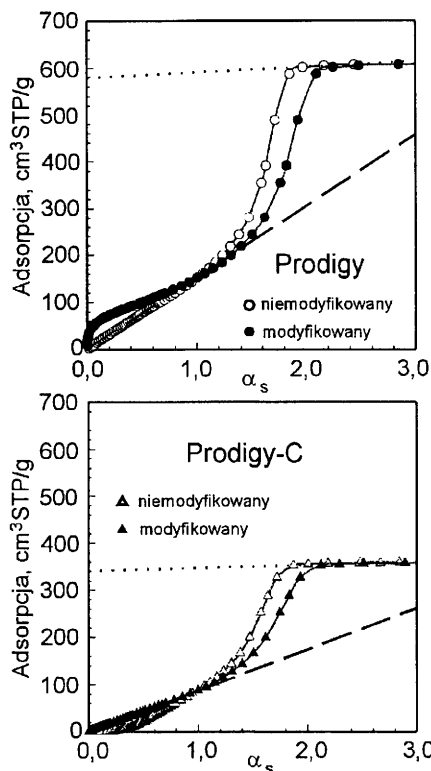 700
600
500
400
300
200
100
0
Adsorpcja, cm³STP/g
Prodigy
niemodyfikowany
modyfikowany
0,0 1,0 2,0 3,0
αs
700
600
500
400
300
200
100
0
Adsorpcja, cm³STP/g
Prodigy-C
niemodyfikowany
modyfikowany
0,0 1,0 2,0 3,0
αs